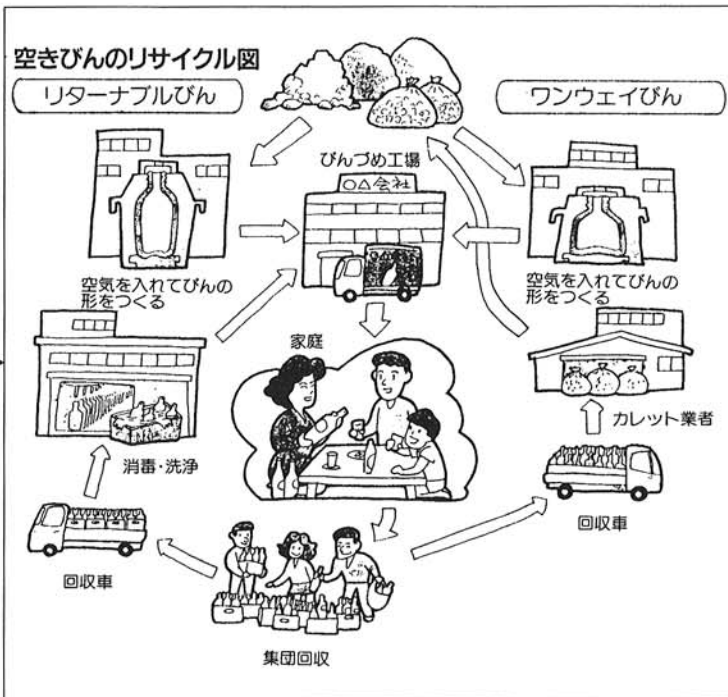 空きびんのリサイクル図
リターナブルびん
ワンウェイびん
びんづめ工場
○△会社
空気を入れてびんの
形をつくる
空気を入れてびんの
形をつくる
家庭
消毒・洗浄
カレット業者
回収車
回収車
集団回収